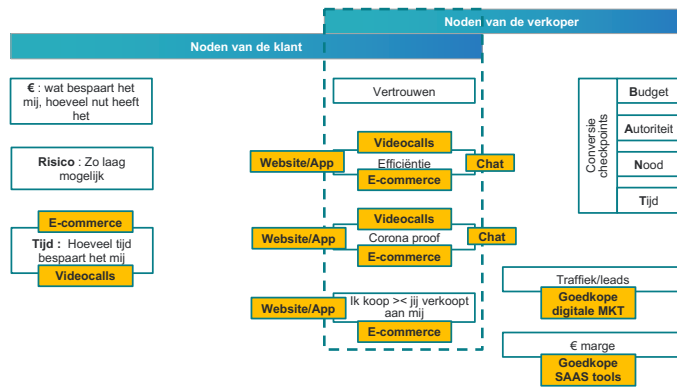 Noden van de verkoper
Noden van de klant
€ : wat bespaart het
mij, hoeveel nut heeft
het
Risico : Zo laag
mogelijk
E-commerce
Tijd : Hoeveel tijd
bespaart het mij
Videocalls
Vertrouwen
Videocalls
Website/App
Efficiëntie
Chat
E-commerce
Videocalls
Website/App
Corona proof
Chat
E-commerce
Website/App
Ik koop >< jij verkoopt
aan mij
E-commerce
Conversie
checkpoints
Budget
Autoriteit
Nood
Tijd
Traffiek/leads
Goedkope
digitale MKT
€ marge
Goedkope
SAAS tools